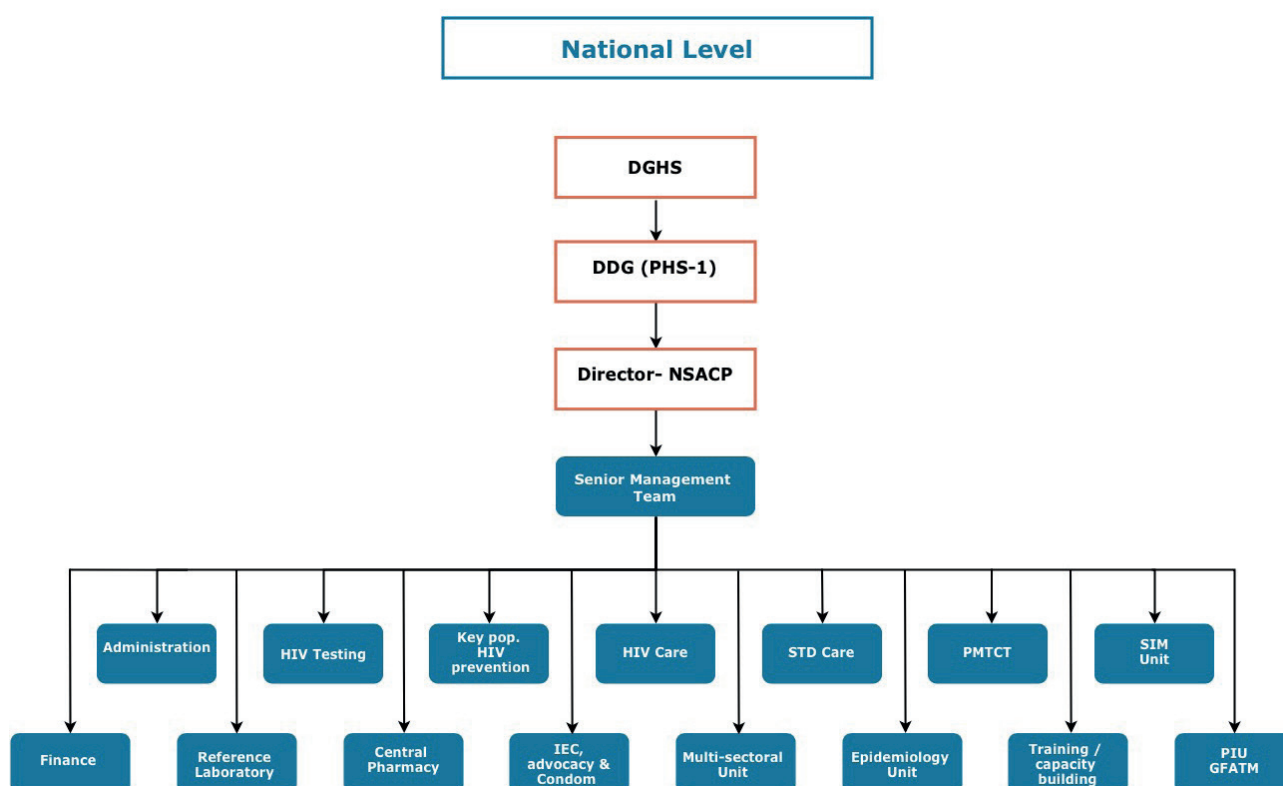 National Level
DGHS
DDG (PHS-1)
Director- NSACP
Senior Management
Team
Administration
HIV Testing
Key pop.
HIV
prevention
HIV Care
STD Care
PMTCT
SIM
Unit
Finance
Reference
Laboratory
Central
Pharmacy
IEC,
advocacy &
Condom
Multi-sectoral
Unit
Epidemiology
Unit
Training /
capacity
building
PIU
GFATM